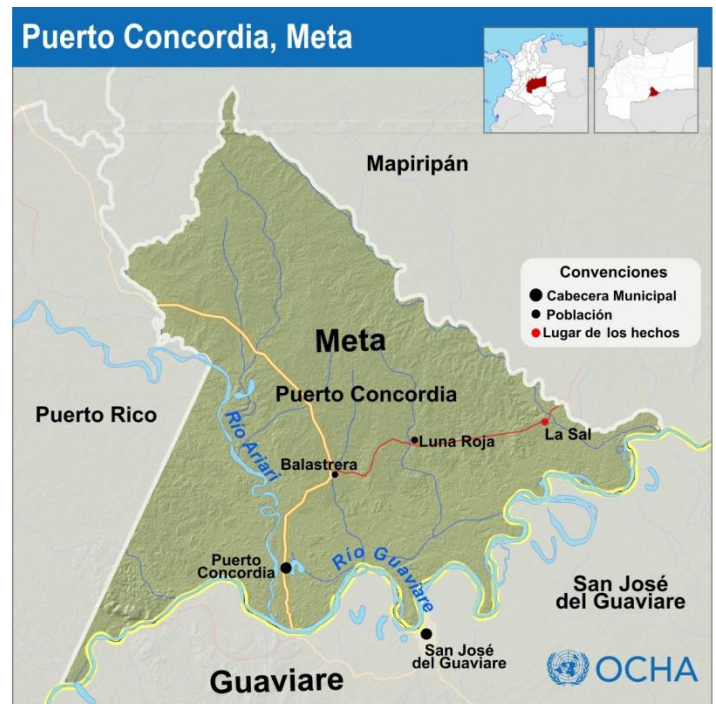 Puerto Concordia, Meta
Mapiripán
Convenciones
Cabecera Municipal
Población
Lugar de los hechos
Meta
Puerto Concordia
Puerto Rico
Río Ariari
Luna Roja
La Sal
Balastrera
Puerto
Concordia
Río Guaviare
San José
del Guaviare
San José
del Guaviare
Guaviare
OCHA